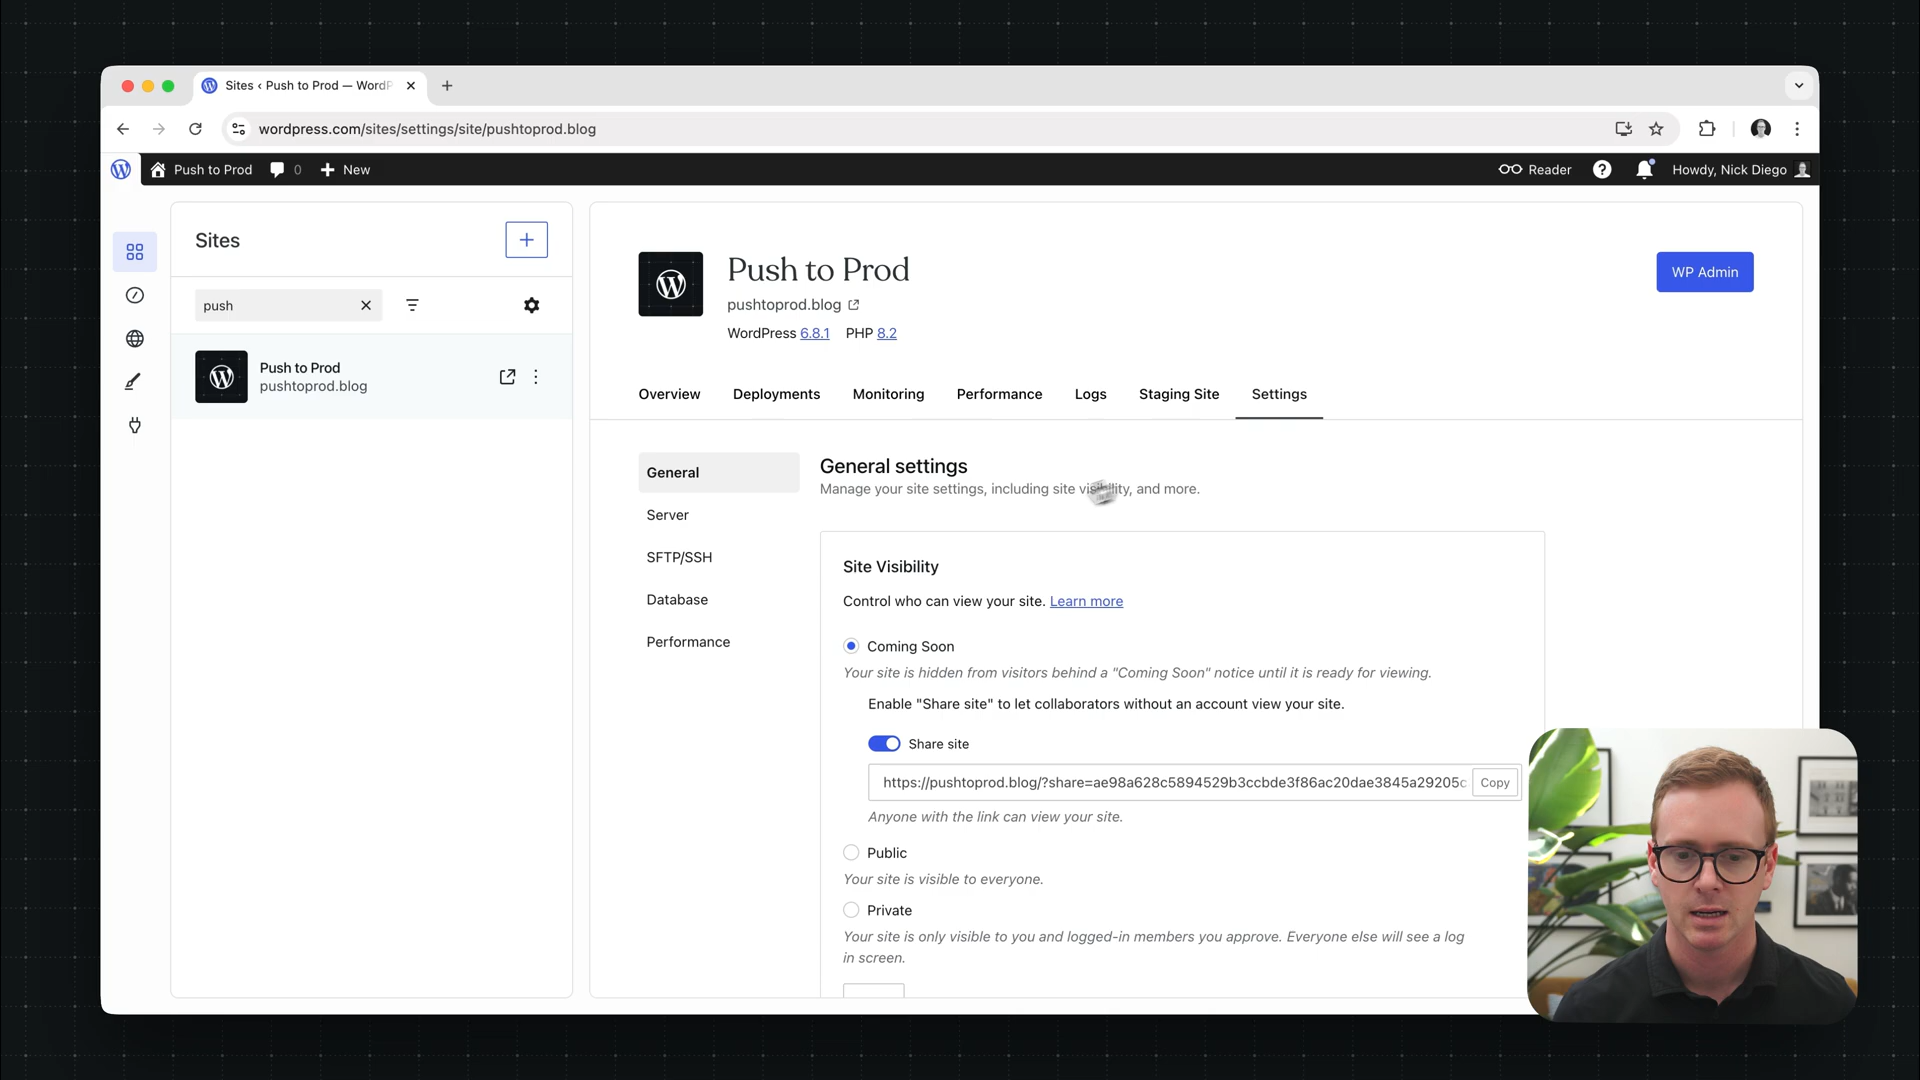 Sites ‹ Push to Prod — WordP
wordpress.com/sites/settings/site/pushtoprod.blog
Push to Prod 0 New Reader Howdy, Nick Diego
Sites
push
Push to Prod
pushtoprod.blog
Push to Prod
pushtoprod.blog
WordPress 6.8.1 PHP 8.2
WP Admin
Overview Deployments Monitoring Performance Logs Staging Site Settings
General
Server
SFTP/SSH
Database
Performance
General settings
Manage your site settings, including site visibility, and more.
Site Visibility
Control who can view your site. Learn more
Coming Soon
Your site is hidden from visitors behind a "Coming Soon" notice until it is ready for viewing.
Enable "Share site" to let collaborators without an account view your site.
Share site
https://pushtoprod.blog/?share=ae98a628c5894529b3ccbde3f86ac20dae3845a29205c Copy
Anyone with the link can view your site.
Public
Your site is visible to everyone.
Private
Your site is only visible to you and logged-in members you approve. Everyone else will see a log
in screen.